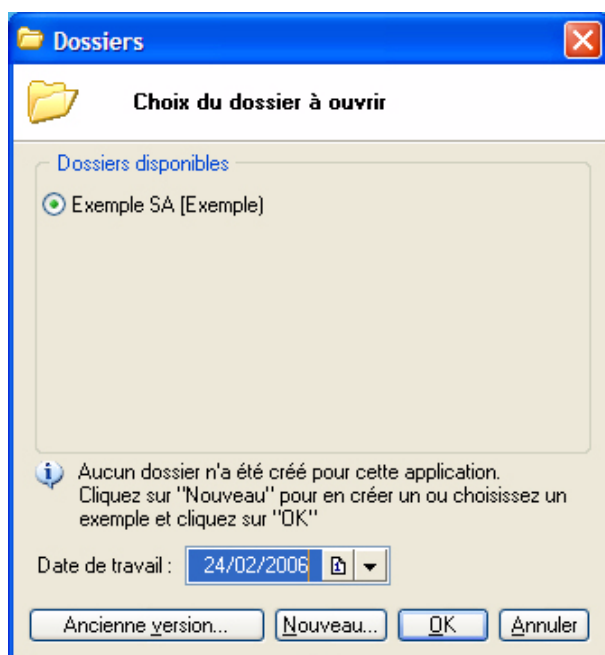 Dossiers
Choix du dossier à ouvrir
Dossiers disponibles
Exemple SA [Exemple)
Aucun dossier n'a été créé pour cette application.
Cliquez sur "Nouveau" pour en créer un ou choisissez un
exemple et cliquez sur "OK"
Date de travail : 24/02/2006
Ancienne version... Nouveau... OK Annuler